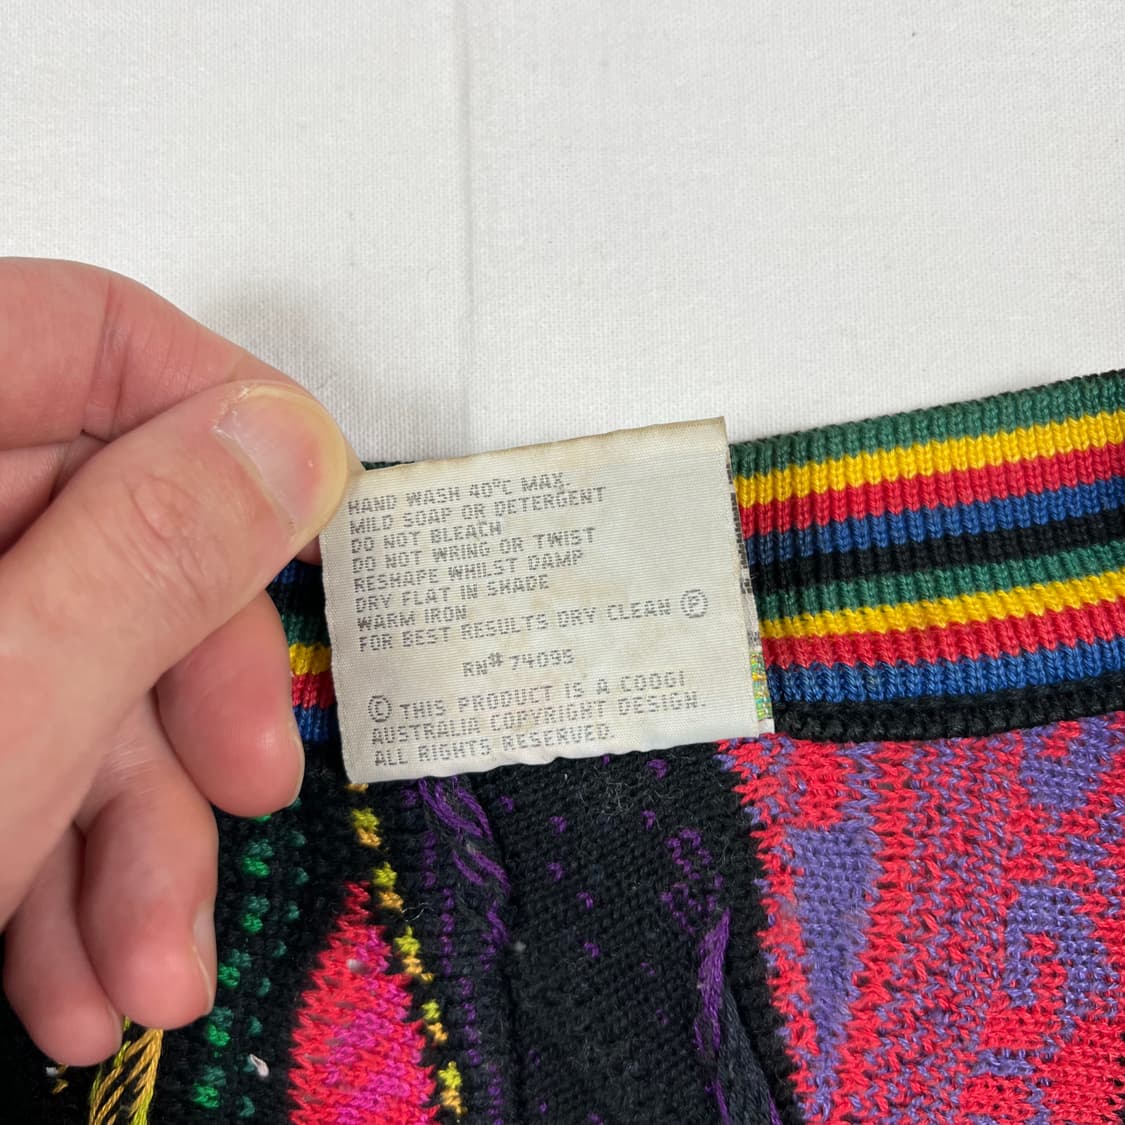 HAND WASH 40°C MAX.
MILD SOAP OR DETERGENT
DO NOT BLEACH
DO NOT WRING OR TWIST
RESHAPE WHILST DAMP
DRY FLAT IN SHADE
WARM IRON
FOR BEST RESULTS DRY CLEAN Ⓟ
RN# 74095
© THIS PRODUCT IS A COOGI
AUSTRALIA COPYRIGHT DESIGN.
ALL RIGHTS RESERVED.